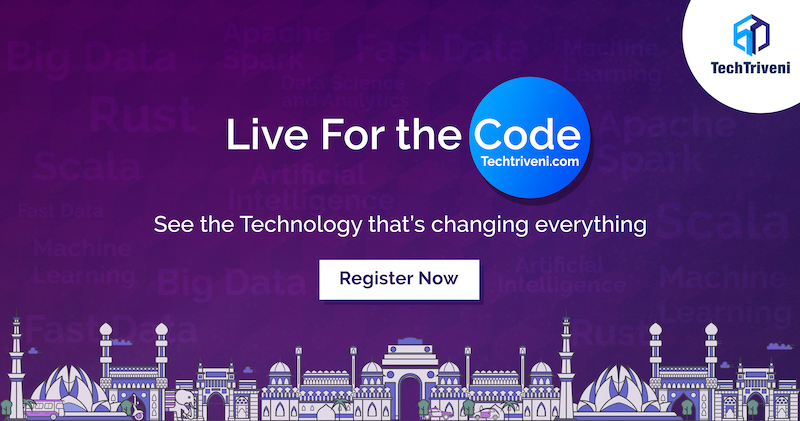 Big Data
Apache
Spark
Fast Data
Machine
Learning
TechTriveni
Data Science
and Analytics
Rust
Live For the Code
Techtriveni.com
Apache
Spark
Scala
Artificial
Intelligence
Fast Data
Scala
See the Technology that's changing everything
Machine
Learning
Big Data
Register Now
Artificial
Intelligence
Machine
Learning
Fast Data
Rust